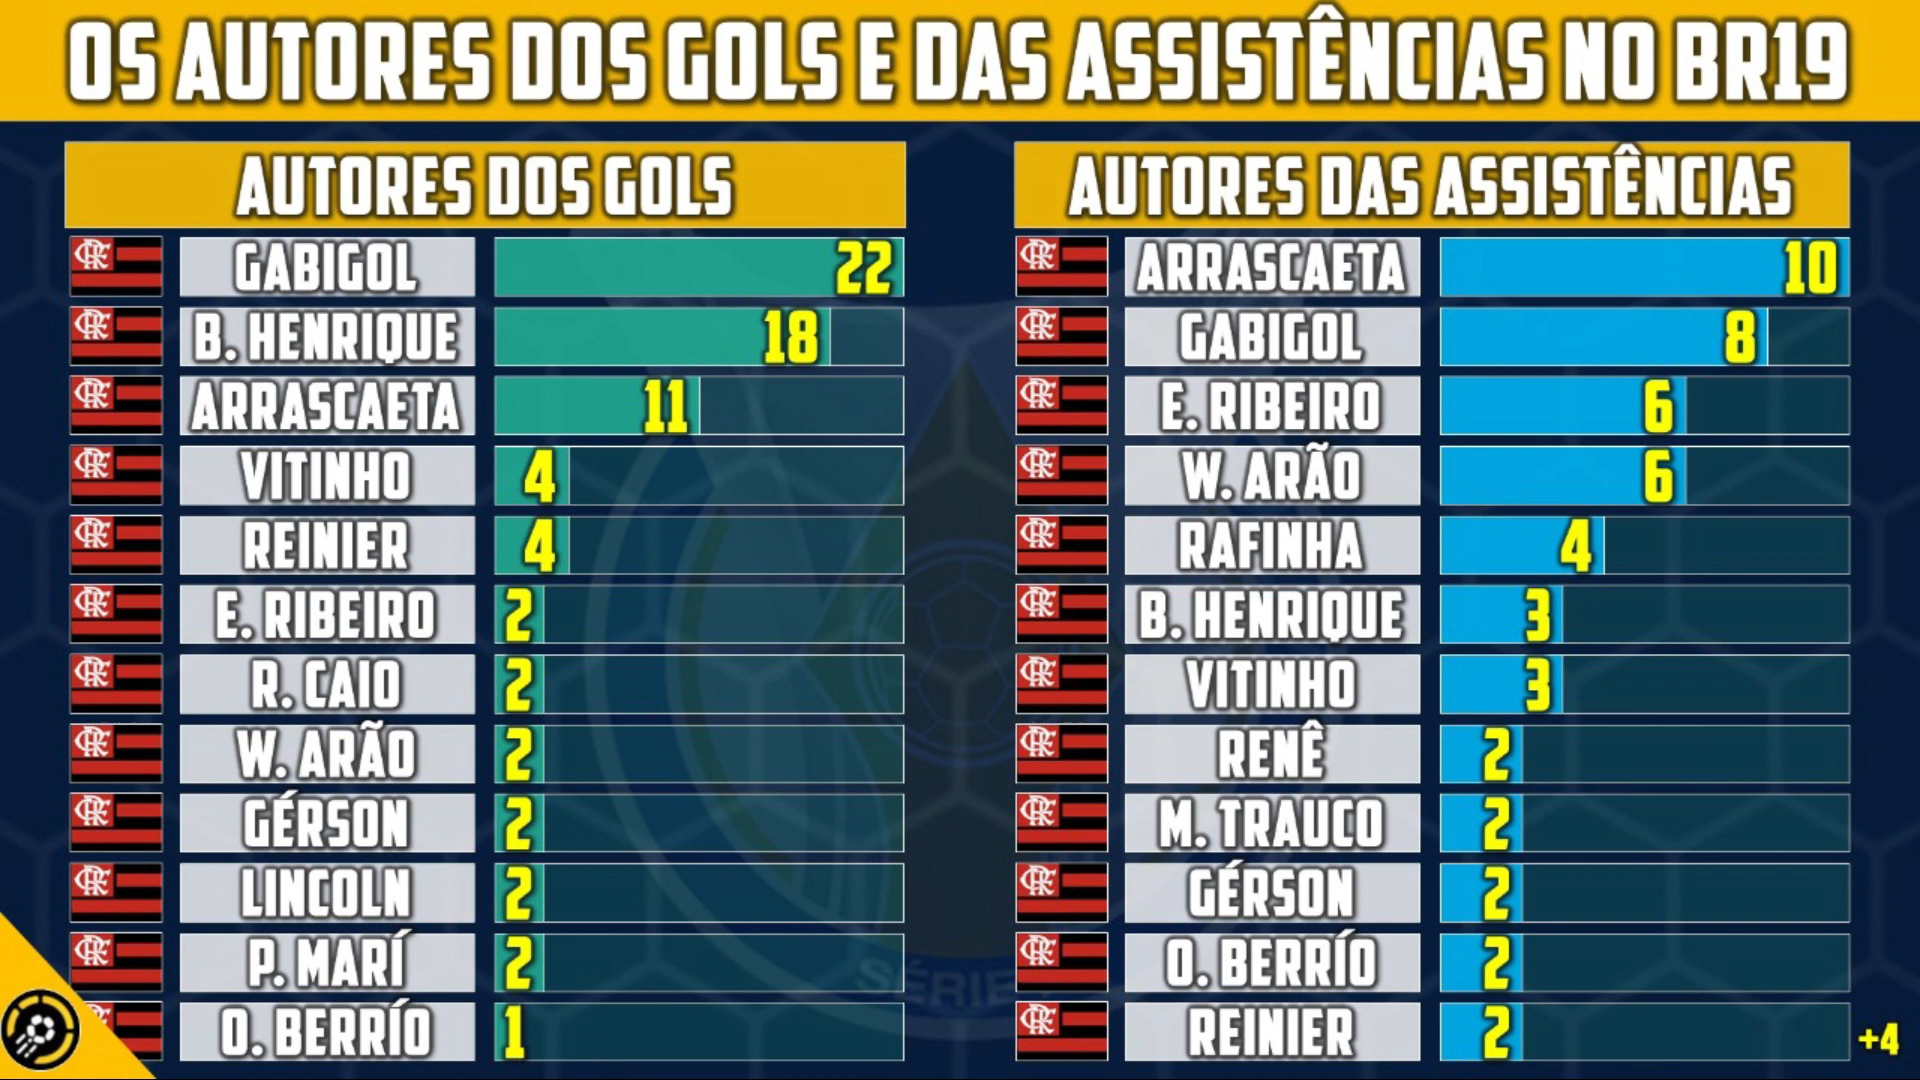 OS AUTORES DOS GOLS E DAS ASSISTÊNCIAS NO BR19
AUTORES DOS GOLS
GABIGOL 22
B. HENRIQUE 18
ARRASCAETA 11
VITINHO 4
REINIER 4
E. RIBEIRO 2
R. CAIO 2
W. ARÃO 2
GÉRSON 2
LINCOLN 2
P. MARÍ 2
O. BERRÍO 1
AUTORES DAS ASSISTÊNCIAS
ARRASCAETA 10
GABIGOL 8
E. RIBEIRO 6
W. ARÃO 6
RAFINHA 4
B. HENRIQUE 3
VITINHO 3
RENÊ 2
M. TRAUCO 2
GÉRSON 2
O. BERRÍO 2
REINIER 2
+4
SÉRIE